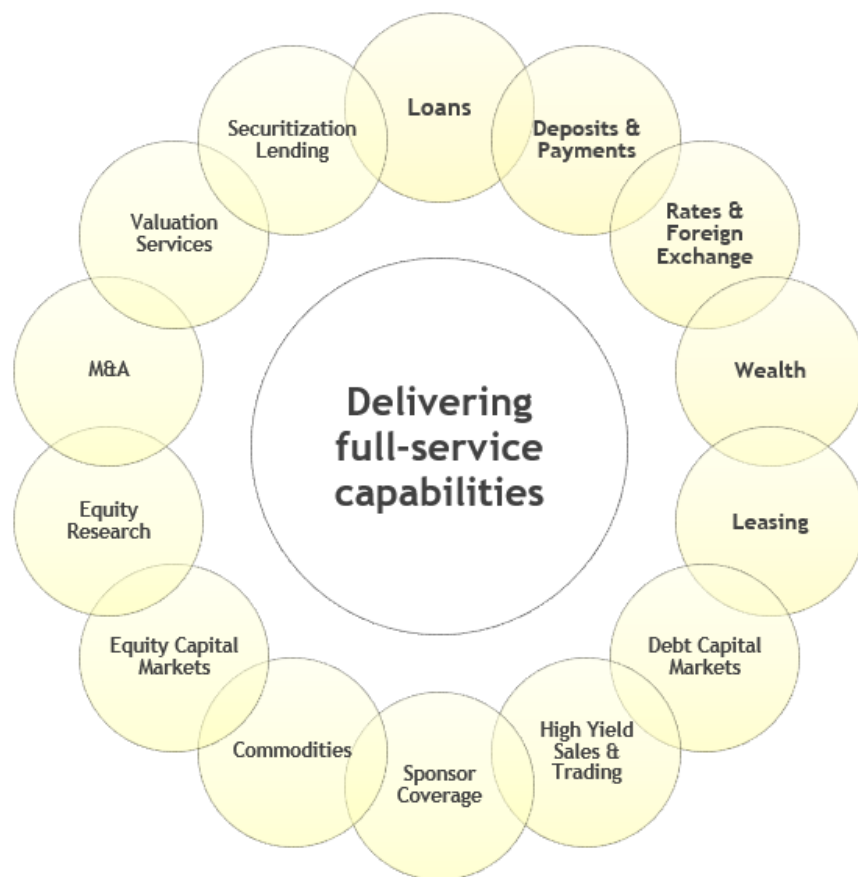 Loans
Deposits &
Payments
Rates &
Foreign
Exchange
Wealth
Leasing
Debt Capital
Markets
High Yield
Sales &
Trading
Sponsor
Coverage
Commodities
Equity Capital
Markets
Equity
Research
M&A
Valuation
Services
Securitization
Lending
Delivering
full-service
capabilities